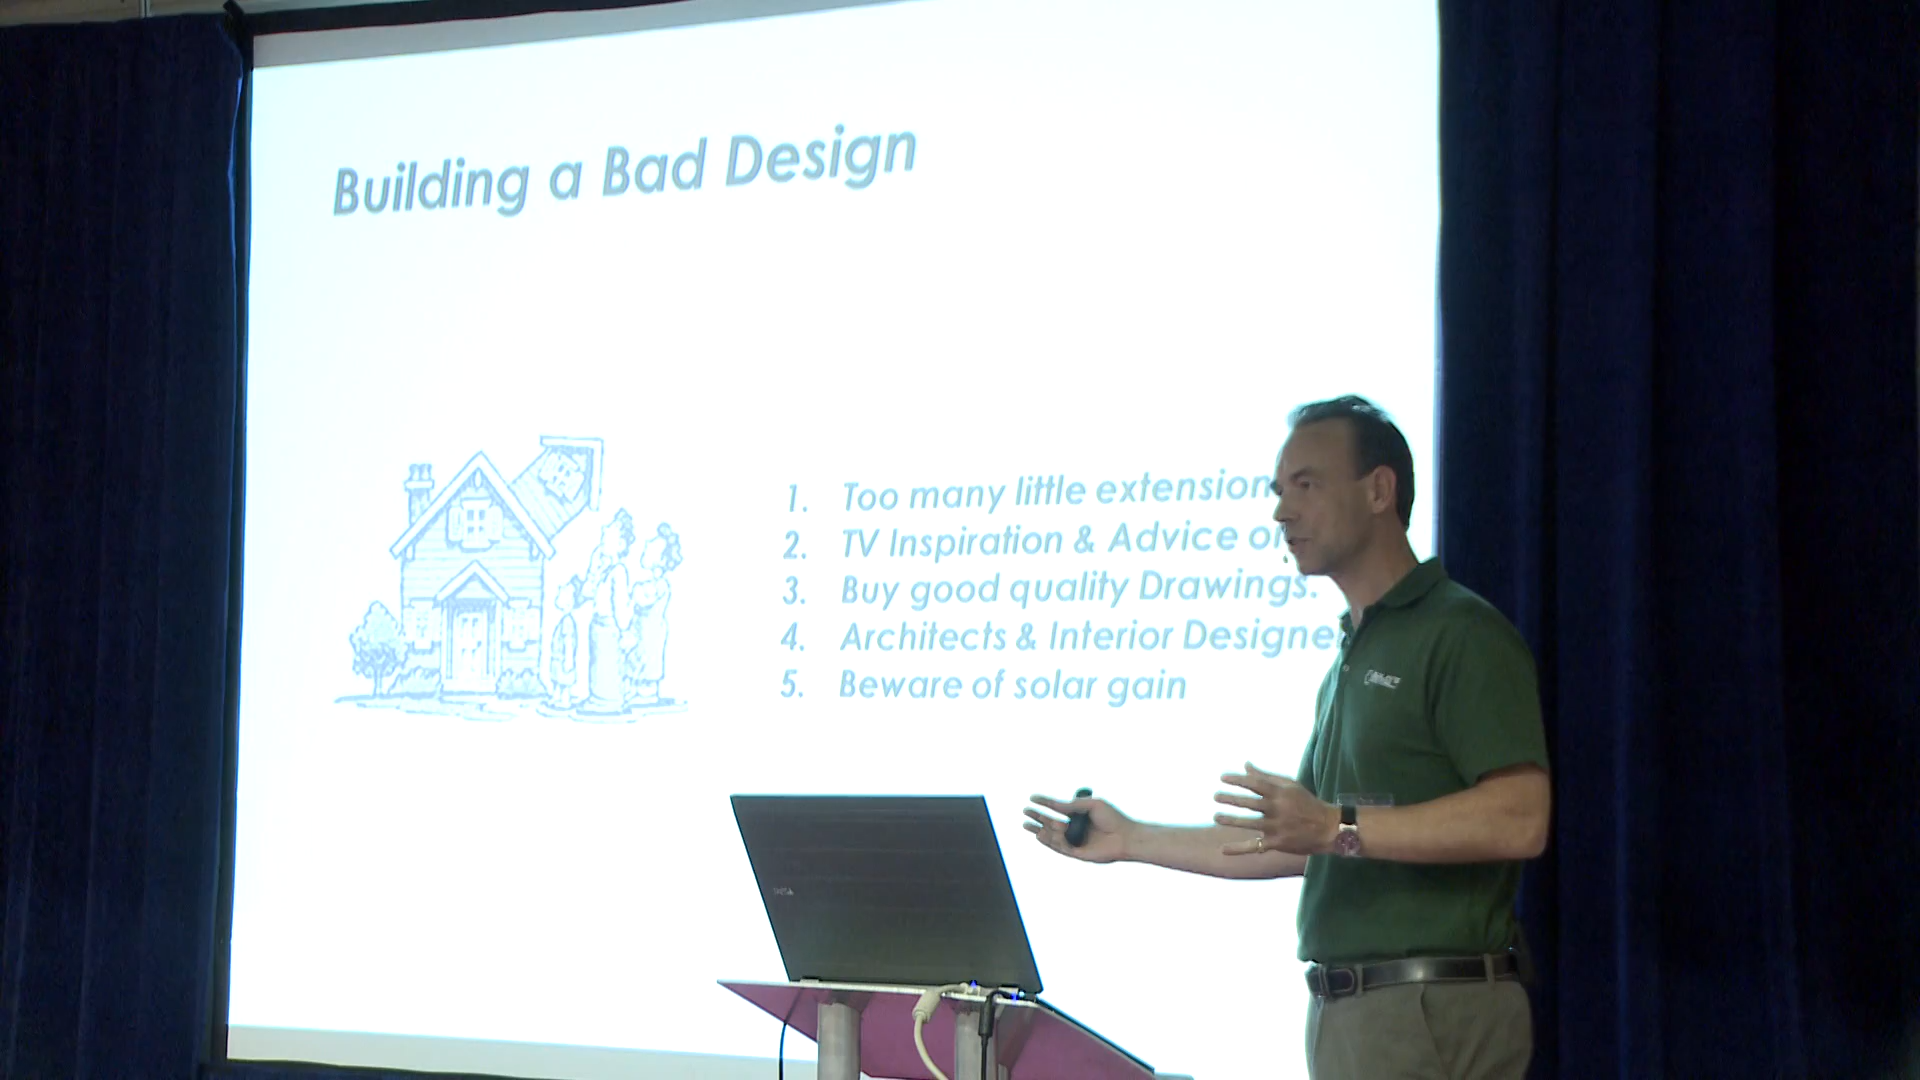 Building a Bad Design
1. Too many little extension
2. TV Inspiration & Advice
3. Buy good quality Drawings.
4. Architects & Interior Designe
5. Beware of solar gain